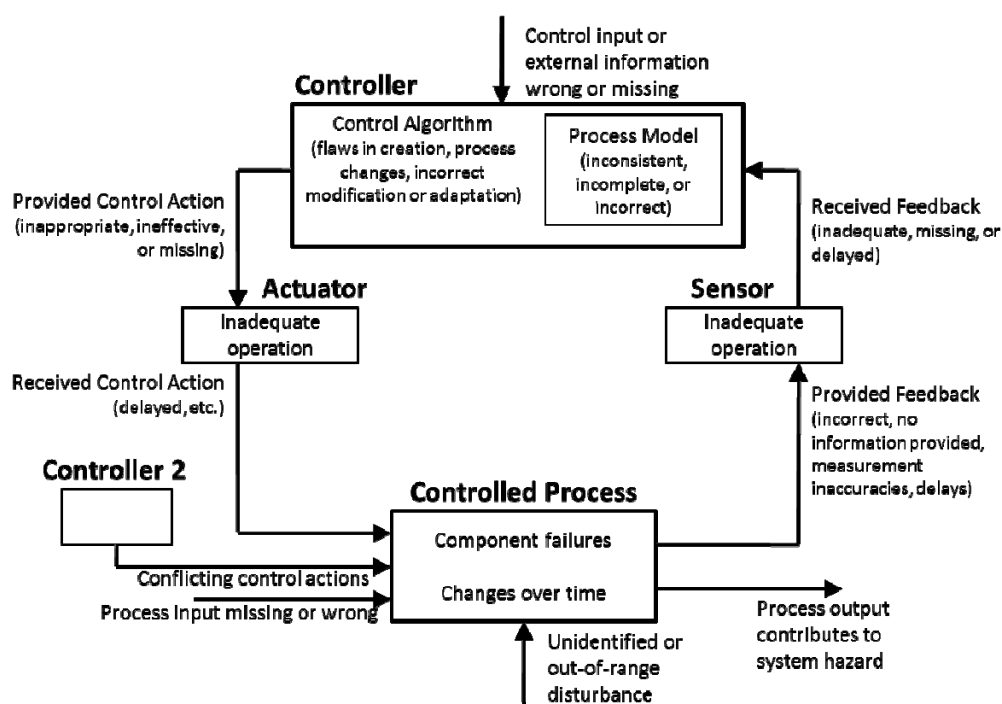 Control input or
external information
wrong or missing
Controller
Control Algorithm
(flaws in creation, process
changes, incorrect
modification or adaptation)
Process Model
(inconsistent,
incomplete, or
incorrect)
Provided Control Action
(inappropriate, ineffective,
or missing)
Received Feedback
(inadequate, missing, or
delayed)
Actuator
Inadequate
operation
Sensor
Inadequate
operation
Received Control Action
(delayed, etc.)
Provided Feedback
(incorrect, no
information provided,
measurement
inaccuracies, delays)
Controller 2
Controlled Process
Component failures
Changes over time
Conflicting control actions
Process input missing or wrong
Unidentified or
out-of-range
disturbance
Process output
contributes to
system hazard